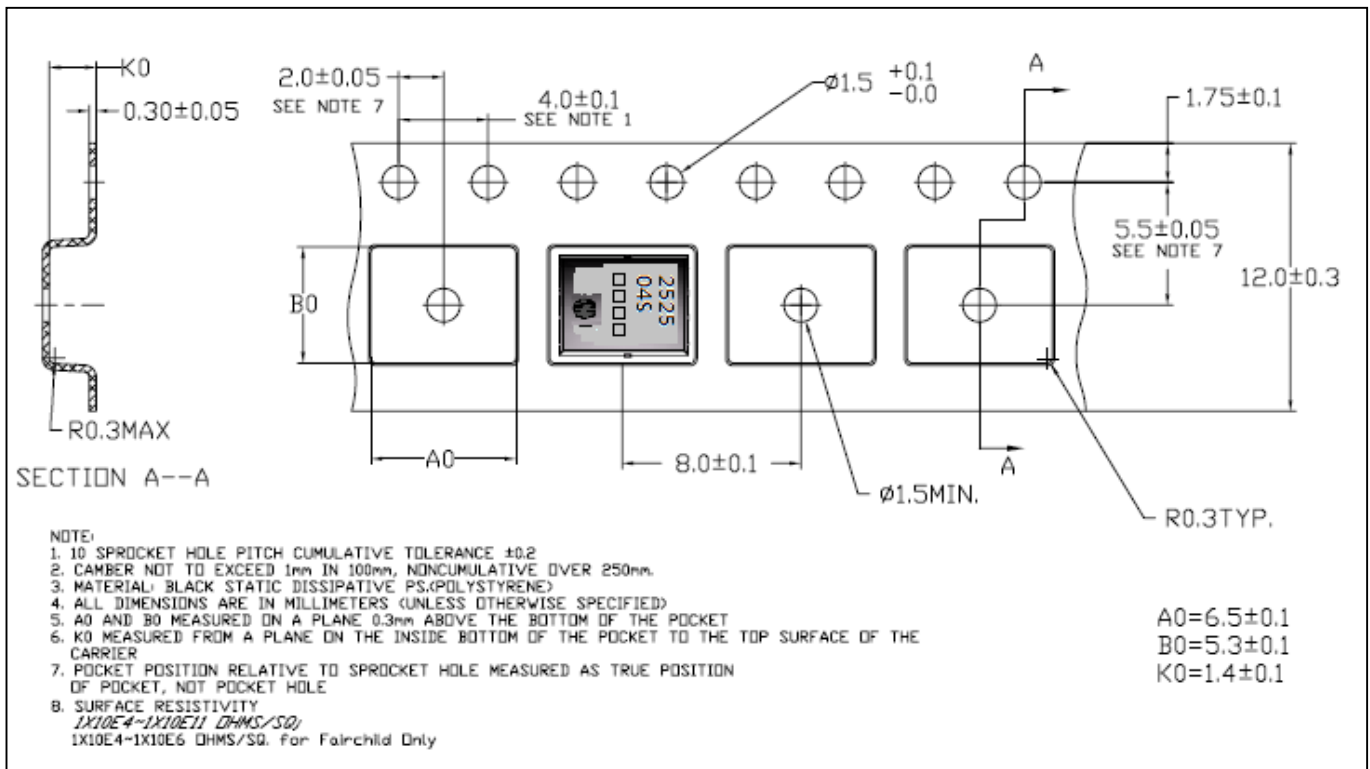 K0
0.30±0.05
R0.3MAX
SECTION A--A
2.0±0.05
SEE NOTE 7
4.0±0.1
SEE NOTE 1
Ø1.5 +0.1
-0.0
A
1.75±0.1
5.5±0.05
SEE NOTE 7
12.0±0.3
B0
2525
04S
A0
8.0±0.1
Ø1.5MIN.
A
R0.3TYP.
NOTE:
1. 10 SPROCKET HOLE PITCH CUMULATIVE TOLERANCE ±0.2
2. CAMBER NOT TO EXCEED 1mm IN 100mm, NONCUMULATIVE OVER 250mm.
3. MATERIAL: BLACK STATIC DISSIPATIVE PS.(POLYSTYRENE)
4. ALL DIMENSIONS ARE IN MILLIMETERS (UNLESS OTHERWISE SPECIFIED)
5. A0 AND B0 MEASURED ON A PLANE 0.3mm ABOVE THE BOTTOM OF THE POCKET
6. K0 MEASURED FROM A PLANE ON THE INSIDE BOTTOM OF THE POCKET TO THE TOP SURFACE OF THE
CARRIER
7. POCKET POSITION RELATIVE TO SPROCKET HOLE MEASURED AS TRUE POSITION
OF POCKET, NOT POCKET HOLE
8. SURFACE RESISTIVITY
1X10E4~1X10E11 OHMS/SQ;
1X10E4~1X10E6 OHMS/SQ. for Fairchild Only
A0=6.5±0.1
B0=5.3±0.1
K0=1.4±0.1